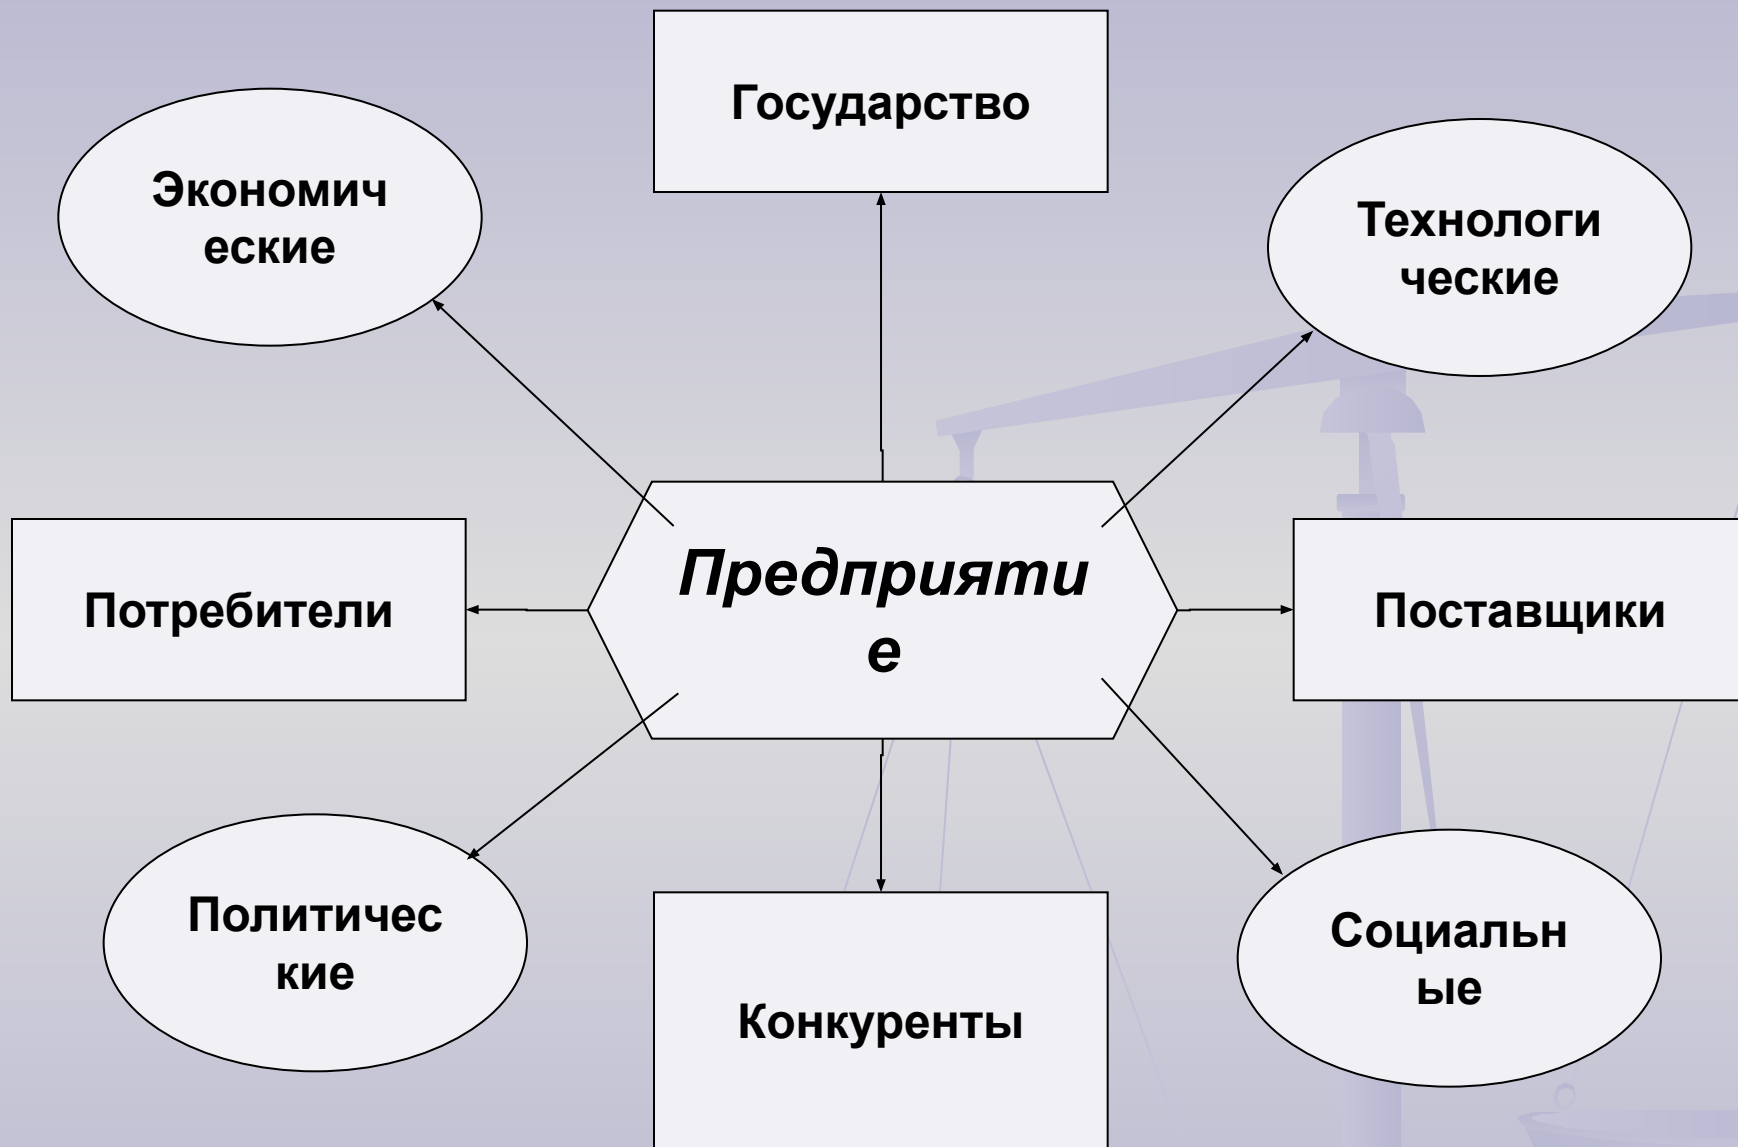 Государство
Экономич
еские
Технологи
ческие
Предприяти
е
Потребители
Поставщики
Политичес
кие
Социальн
ые
Конкуренты